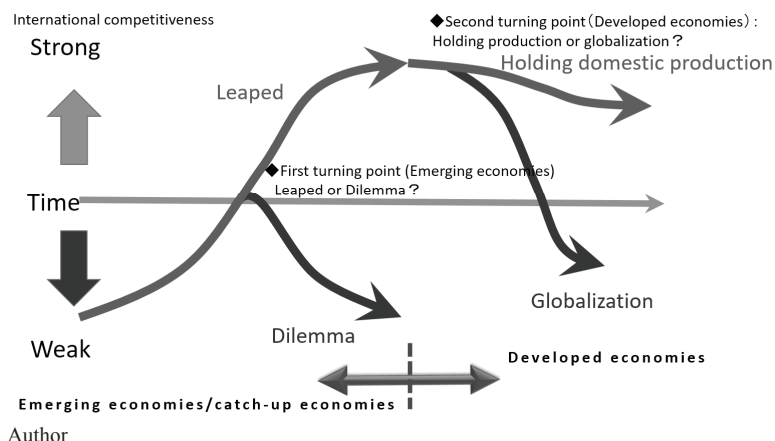 International competitiveness
Strong
◆Second turning point(Developed economies):
Holding production or globalization?
Holding domestic production
Leaped
◆First turning point (Emerging economies)
Leaped or Dilemma?
Time
Globalization
Dilemma
Weak
Developed economies
Emerging economies/catch-up economies
Author